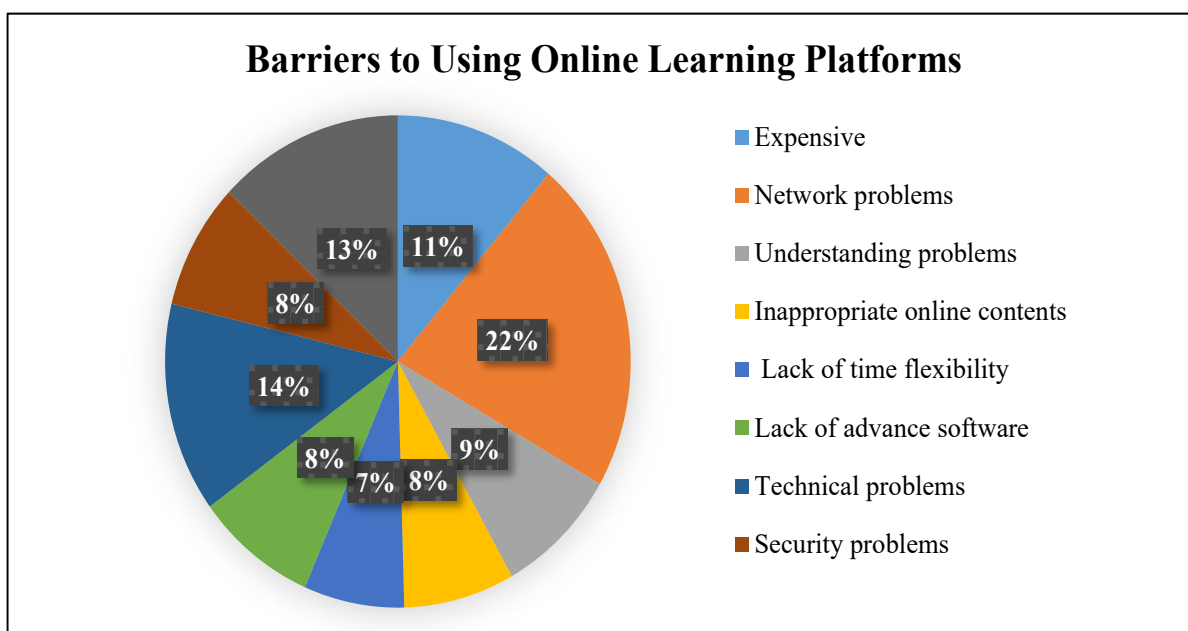 Barriers to Using Online Learning Platforms
Expensive
Network problems
Understanding problems
Inappropriate online contents
Lack of time flexibility
Lack of advance software
Technical problems
Security problems
13%
11%
8%
22%
14%
9%
8%
7%
8%